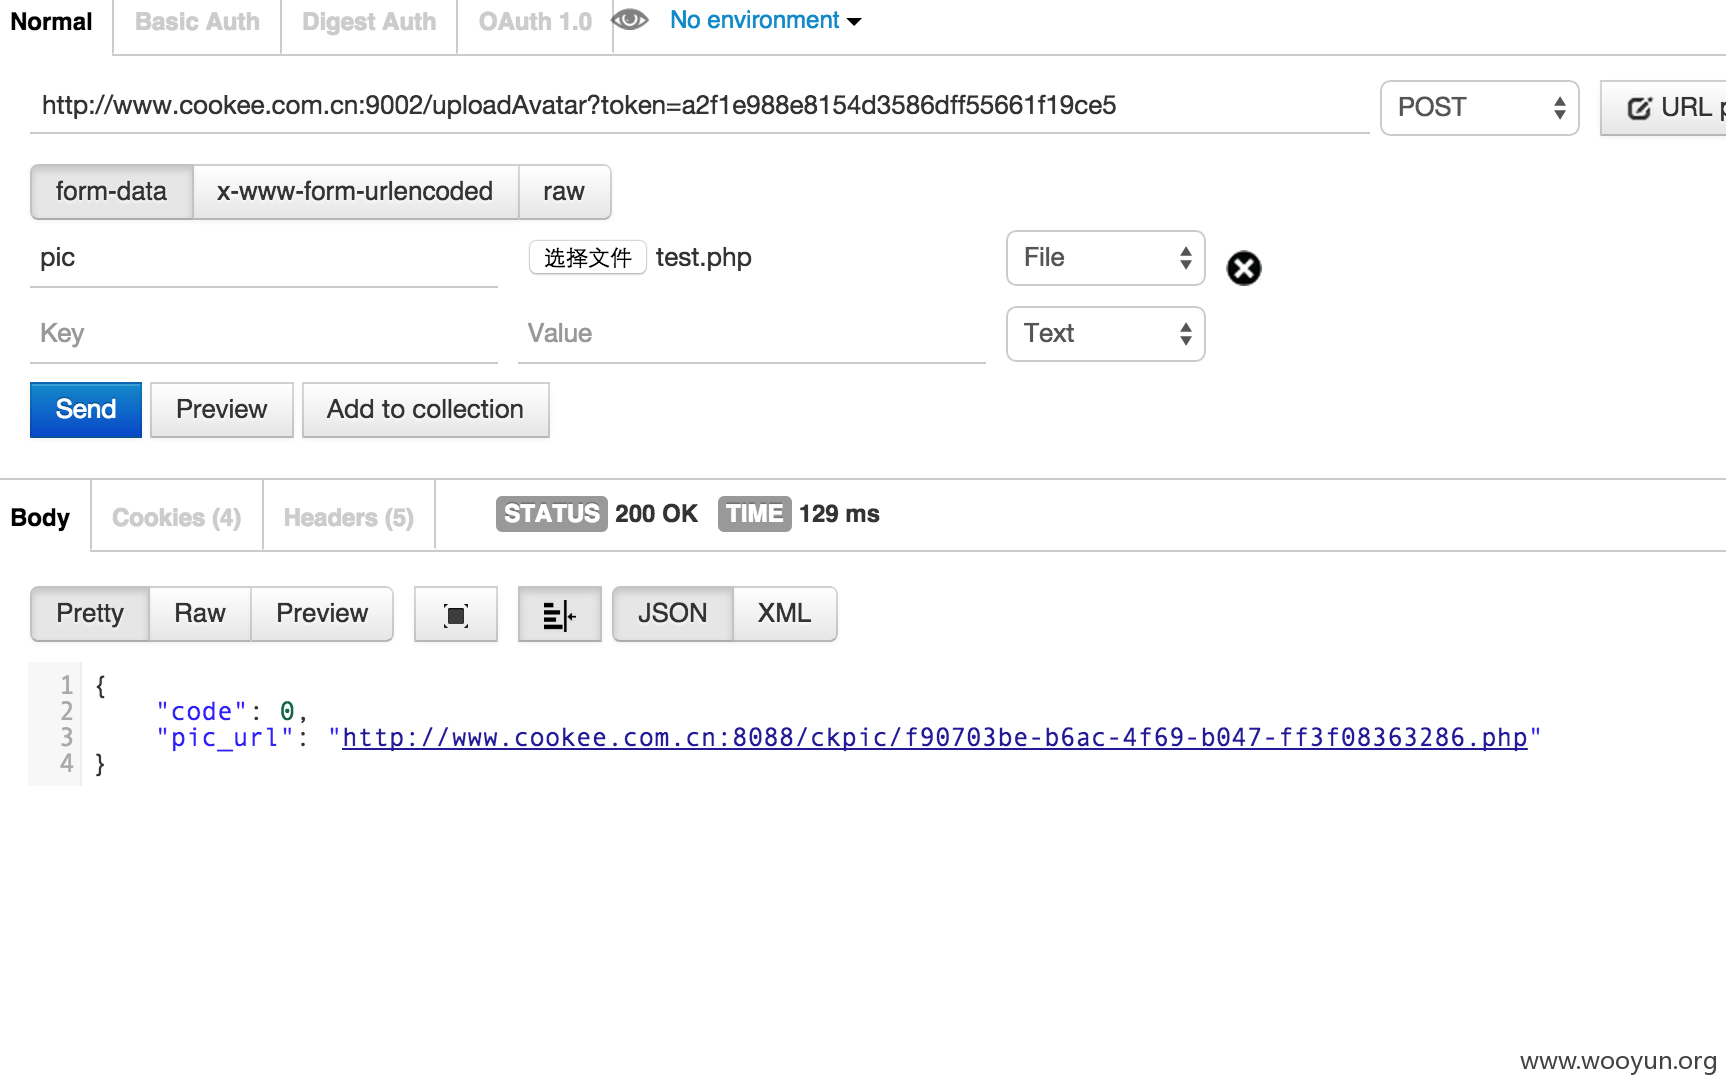 Normal Basic Auth Digest Auth OAuth 1.0 No environment
http://www.cookee.com.cn:9002/uploadAvatar?token=a2f1e988e8154d3586dff55661f19ce5 POST URL p
form-data x-www-form-urlencoded raw
pic 选择文件 test.php File
Key Value Text
Send Preview Add to collection
Body Cookies (4) Headers (5) STATUS 200 OK TIME 129 ms
Pretty Raw Preview JSON XML
1 {
2 "code": 0,
3 "pic_url": "http://www.cookee.com.cn:8088/ckpic/f90703be-b6ac-4f69-b047-ff3f08363286.php"
4 }
www.wooyun.org